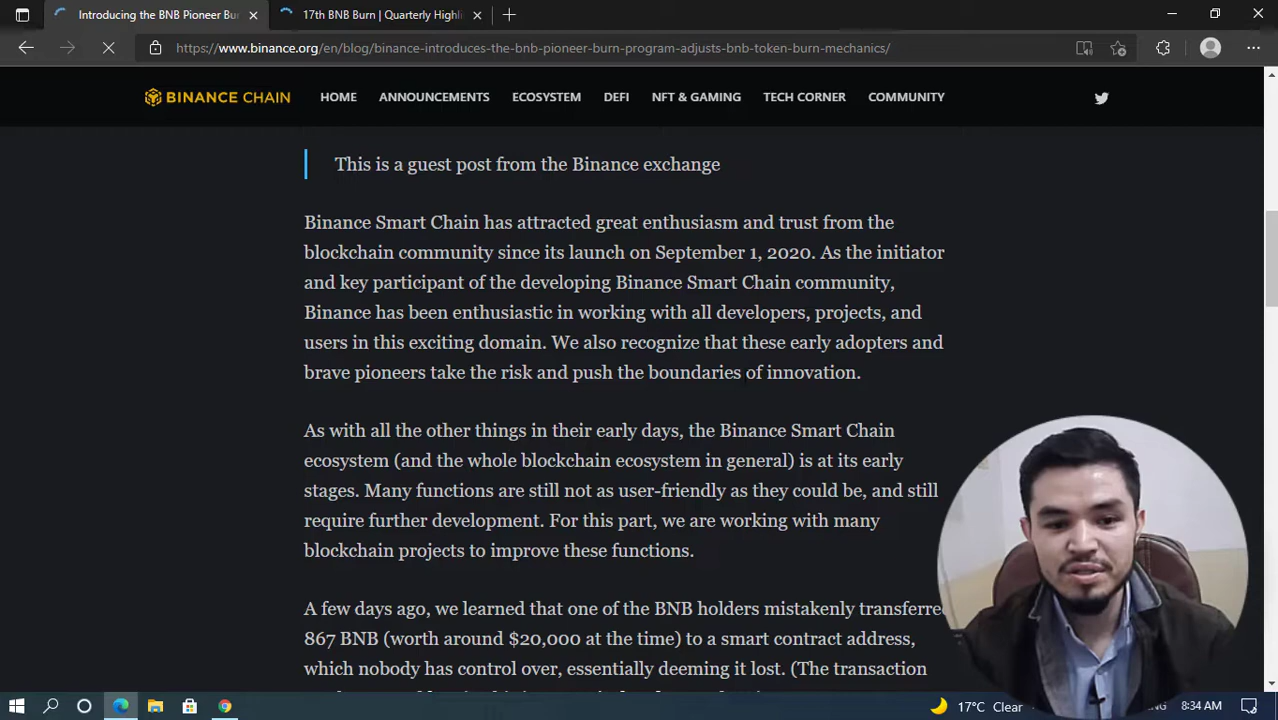 Introducing the BNB Pioneer Bu
17th BNB Burn | Quarterly Highli
https://www.binance.org/en/blog/binance-introduces-the-bnb-pioneer-burn-program-adjusts-bnb-token-burn-mechanics/
BINANCE CHAIN
HOME
ANNOUNCEMENTS
ECOSYSTEM
DEFI
NFT & GAMING
TECH CORNER
COMMUNITY
This is a guest post from the Binance exchange
Binance Smart Chain has attracted great enthusiasm and trust from the
blockchain community since its launch on September 1, 2020. As the initiator
and key participant of the developing Binance Smart Chain community,
Binance has been enthusiastic in working with all developers, projects, and
users in this exciting domain. We also recognize that these early adopters and
brave pioneers take the risk and push the boundaries of innovation.
As with all the other things in their early days, the Binance Smart Chain
ecosystem (and the whole blockchain ecosystem in general) is at its early
stages. Many functions are still not as user-friendly as they could be, and still
require further development. For this part, we are working with many
blockchain projects to improve these functions.
A few days ago, we learned that one of the BNB holders mistakenly transferred
867 BNB (worth around $20,000 at the time) to a smart contract address,
which nobody has control over, essentially deeming it lost. (The transaction
17°C Clear
8:34 AM